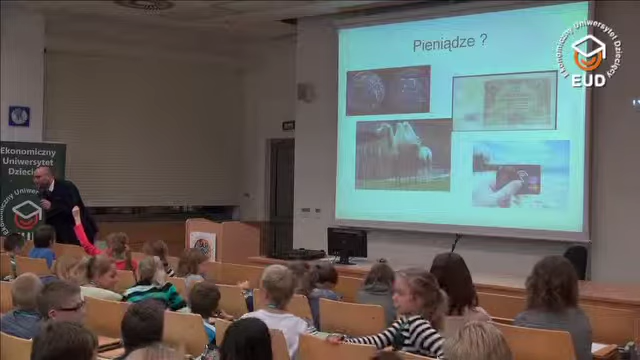 Pieniądze ?
Ekonomiczny Uniwersytet Dziecięcy
EUD
Ekonomiczny
Uniwersytet
Dziecięcy